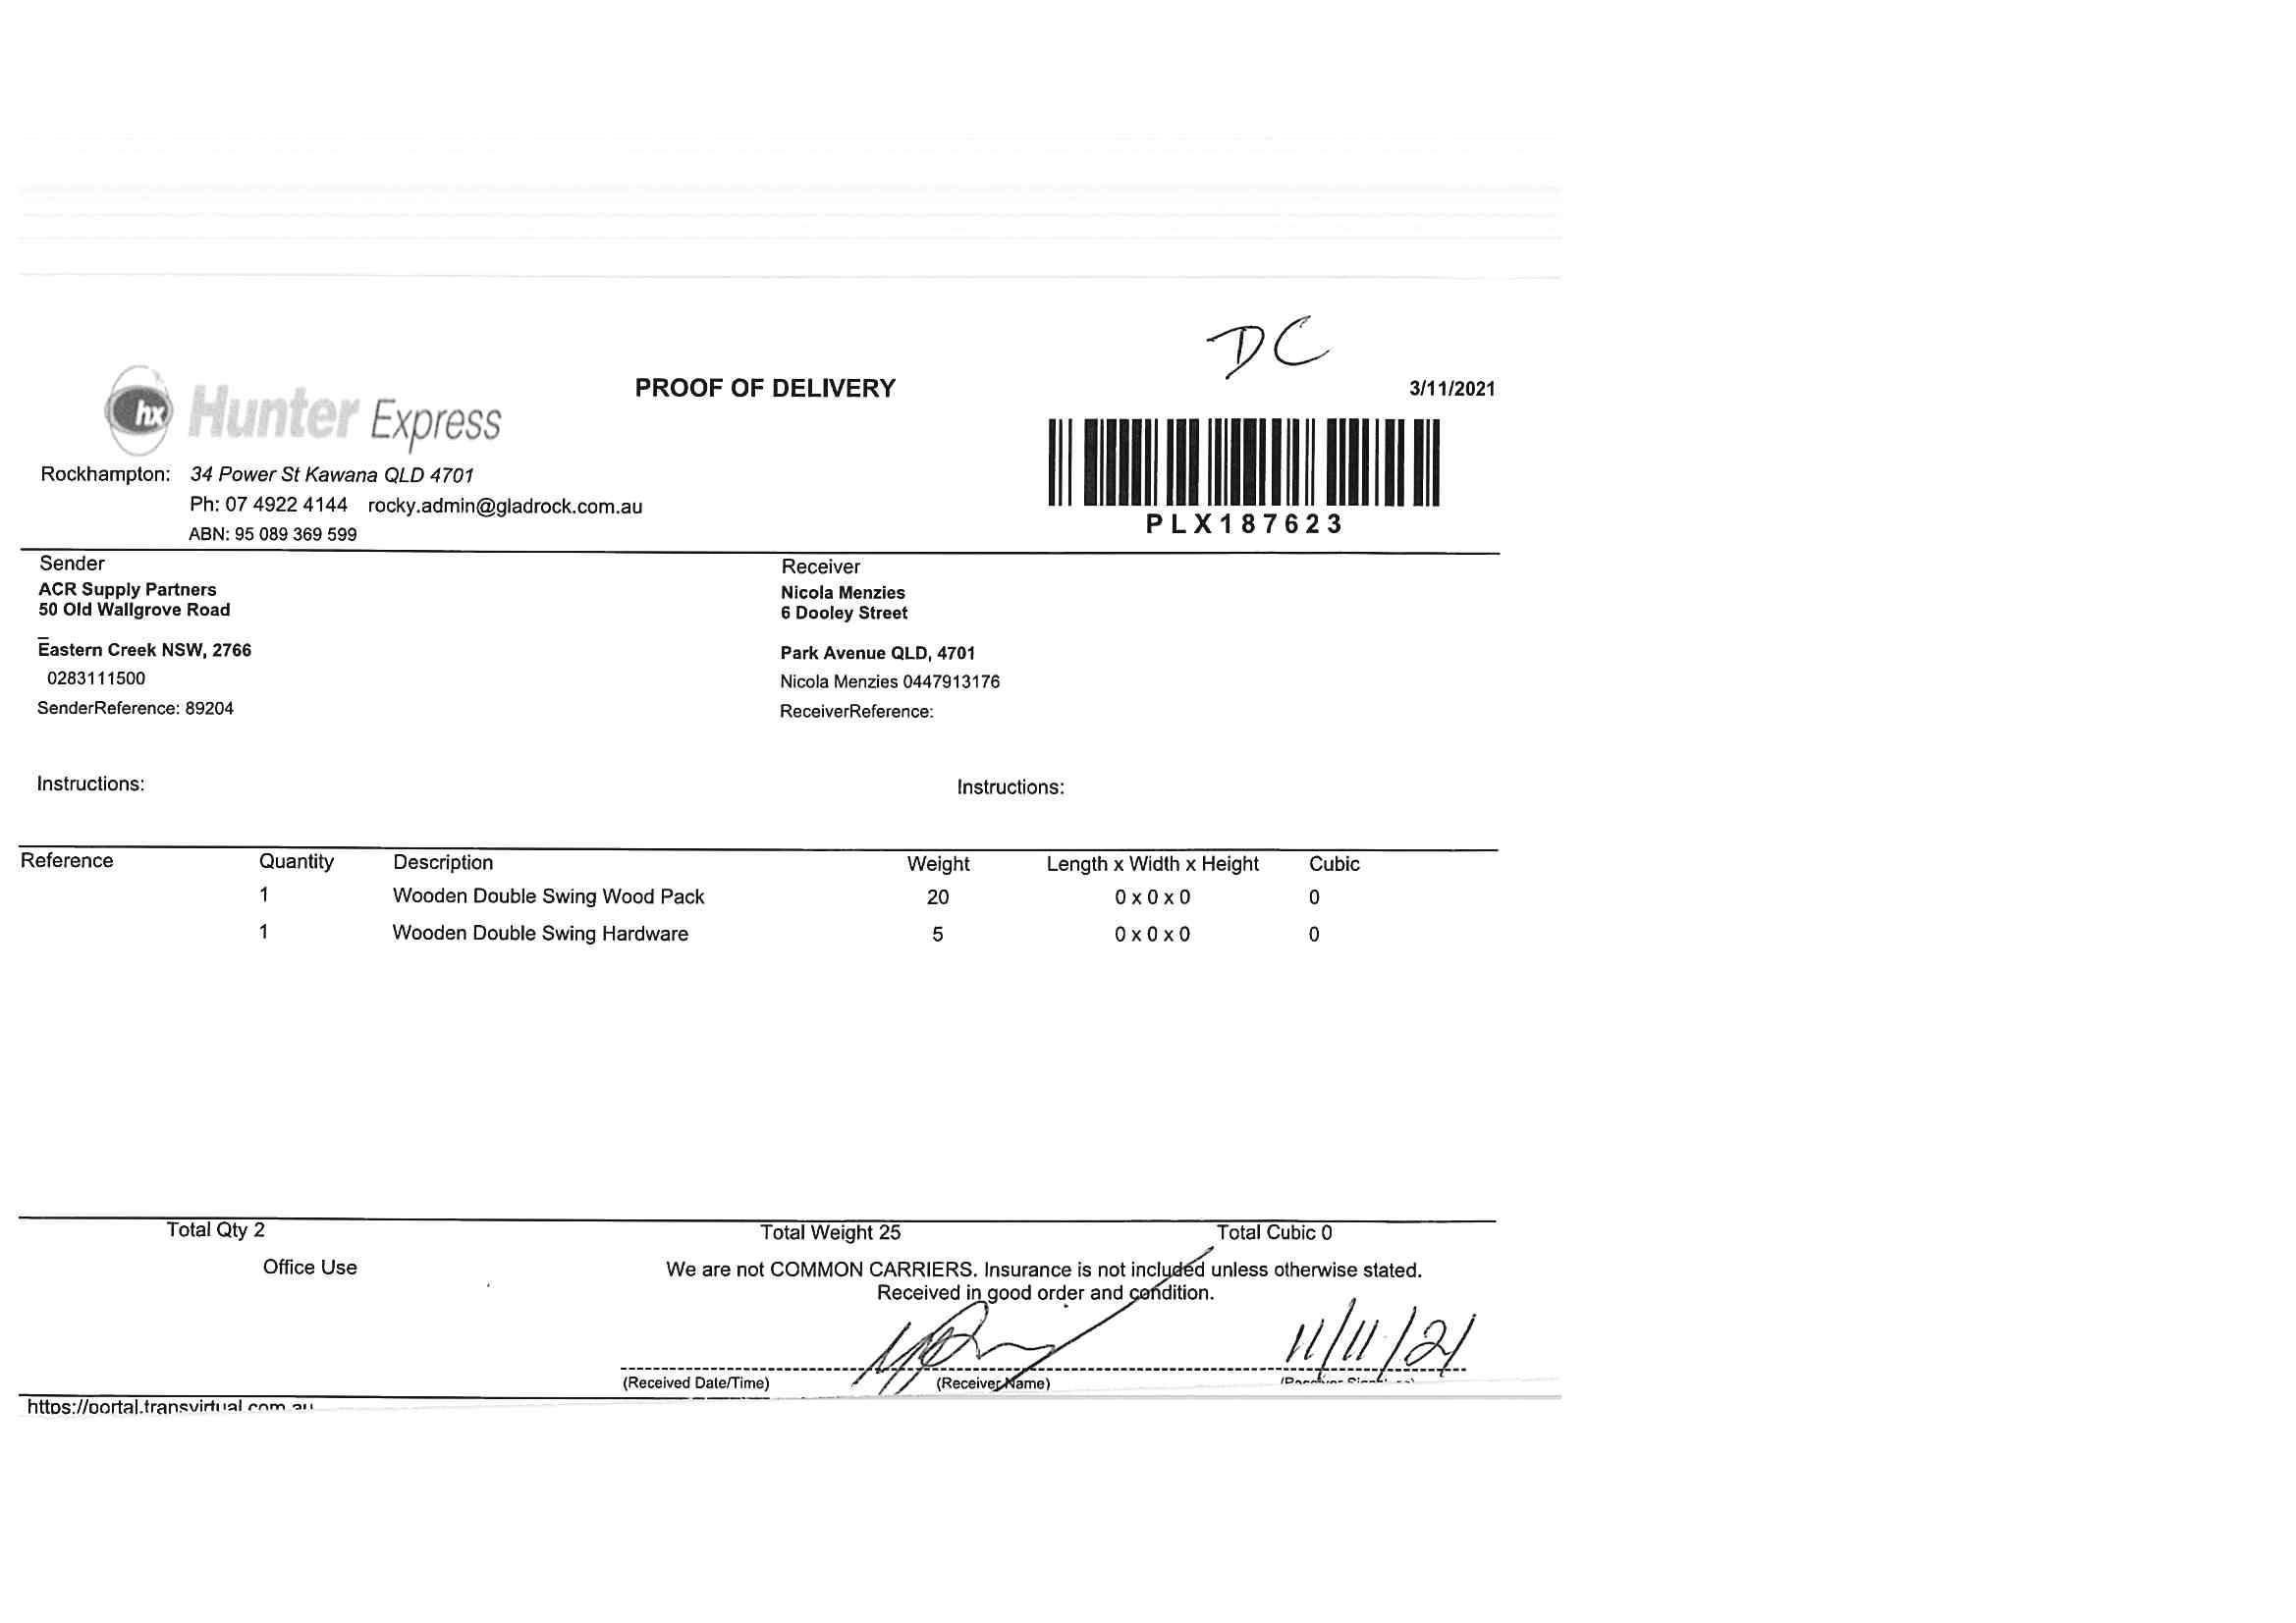 DC
PROOF OF DELIVERY
3/11/2021
hx Hunter Express
Rockhampton: 34 Power St Kawana QLD 4701
Ph: 07 4922 4144 rocky.admin@gladrock.com.au
ABN: 95 089 369 599
PLX187623
Sender
ACR Supply Partners
50 Old Wallgrove Road
Eastern Creek NSW, 2766
0283111500
SenderReference: 89204
Receiver
Nicola Menzies
6 Dooley Street
Park Avenue QLD, 4701
Nicola Menzies 0447913176
ReceiverReference:
Instructions:
Instructions:
Reference Quantity Description Weight Length x Width x Height Cubic
1 Wooden Double Swing Wood Pack 20 0 x 0 x 0 0
1 Wooden Double Swing Hardware 5 0 x 0 x 0 0
Total Qty 2 Total Weight 25 Total Cubic 0
Office Use
We are not COMMON CARRIERS. Insurance is not included unless otherwise stated.
Received in good order and condition.
11/11/21
(Received Date/Time) (Receiver Name)
https://portal.transvirtual.com.au